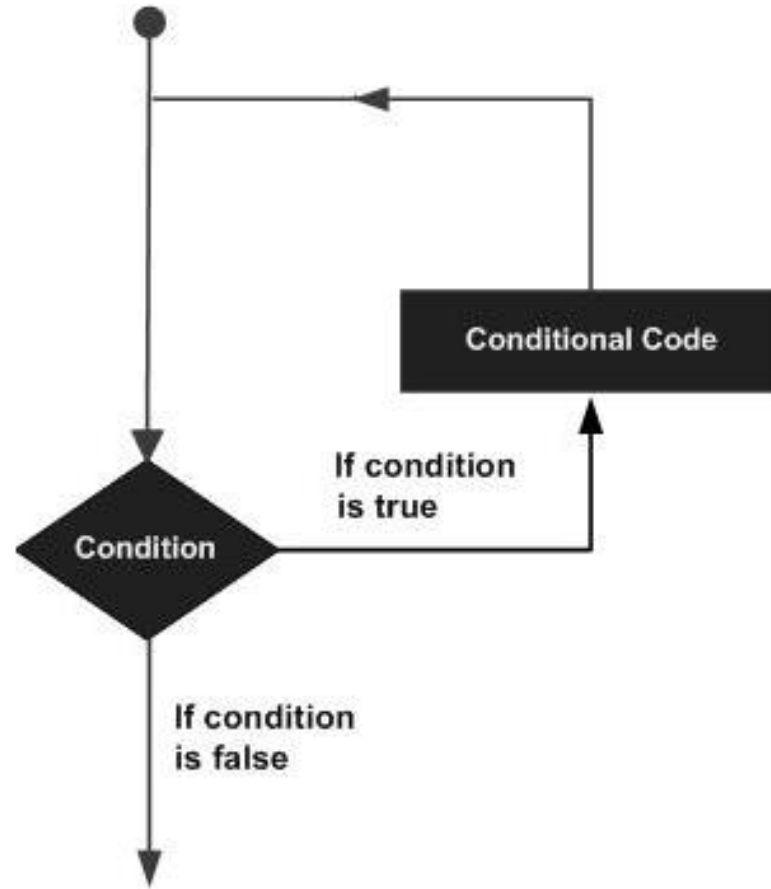 Conditional Code
If condition
is true
Condition
If condition
is false